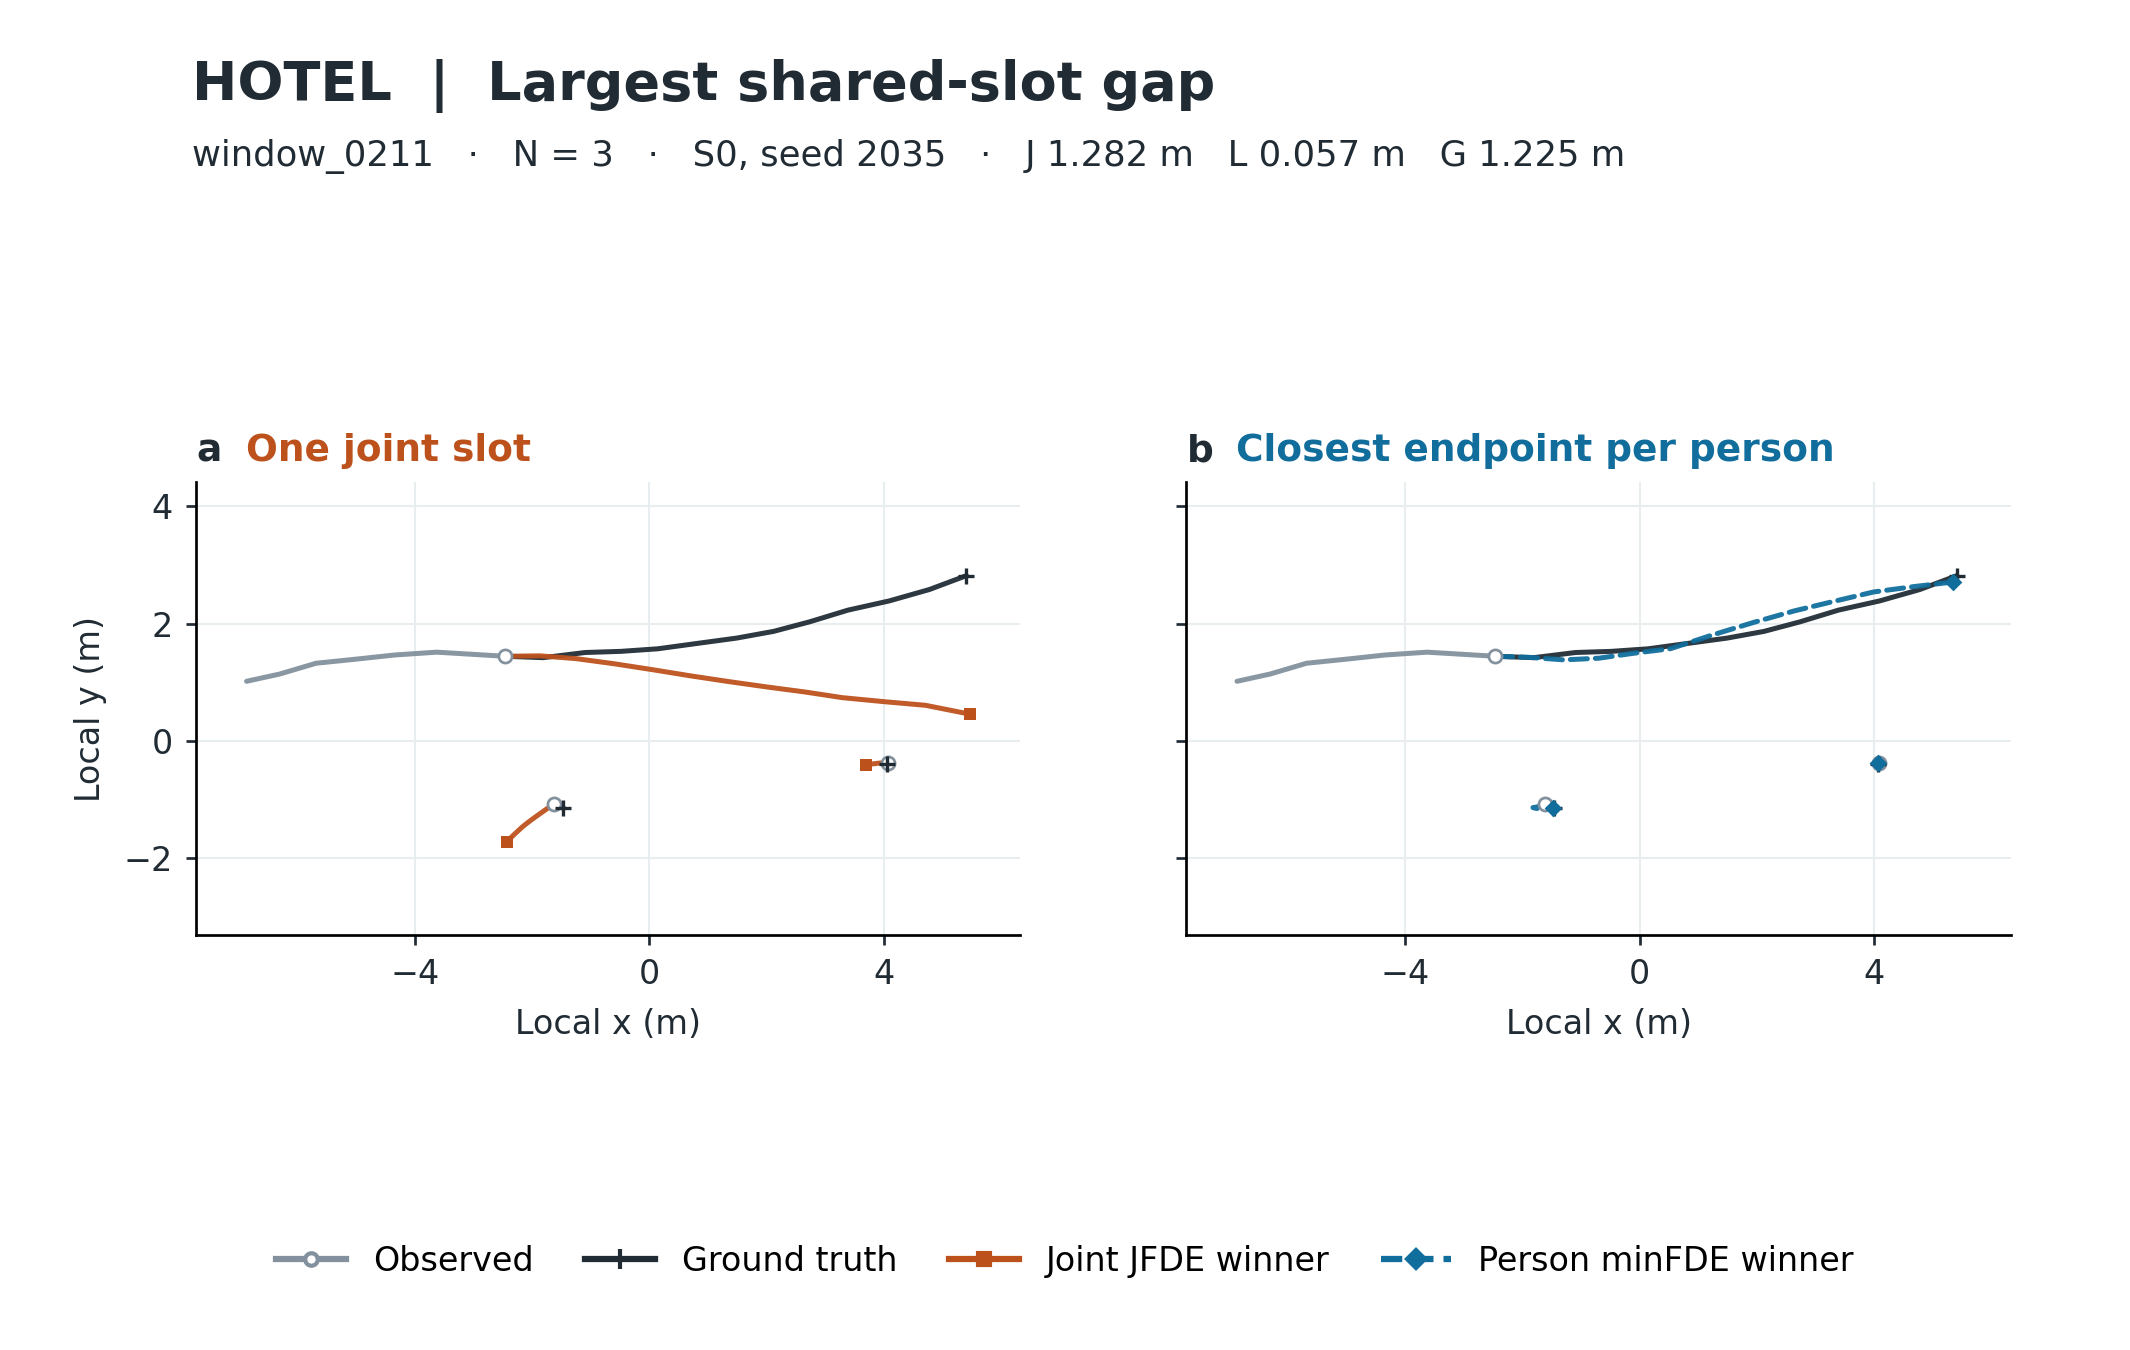 HOTEL | Largest shared-slot gap
window_0211 · N = 3 · S0, seed 2035 · J 1.282 m L 0.057 m G 1.225 m
a One joint slot
4
2
0
−2
Local y (m)
−4 0 4
Local x (m)
b Closest endpoint per person
−4 0 4
Local x (m)
Observed Ground truth Joint JFDE winner Person minFDE winner